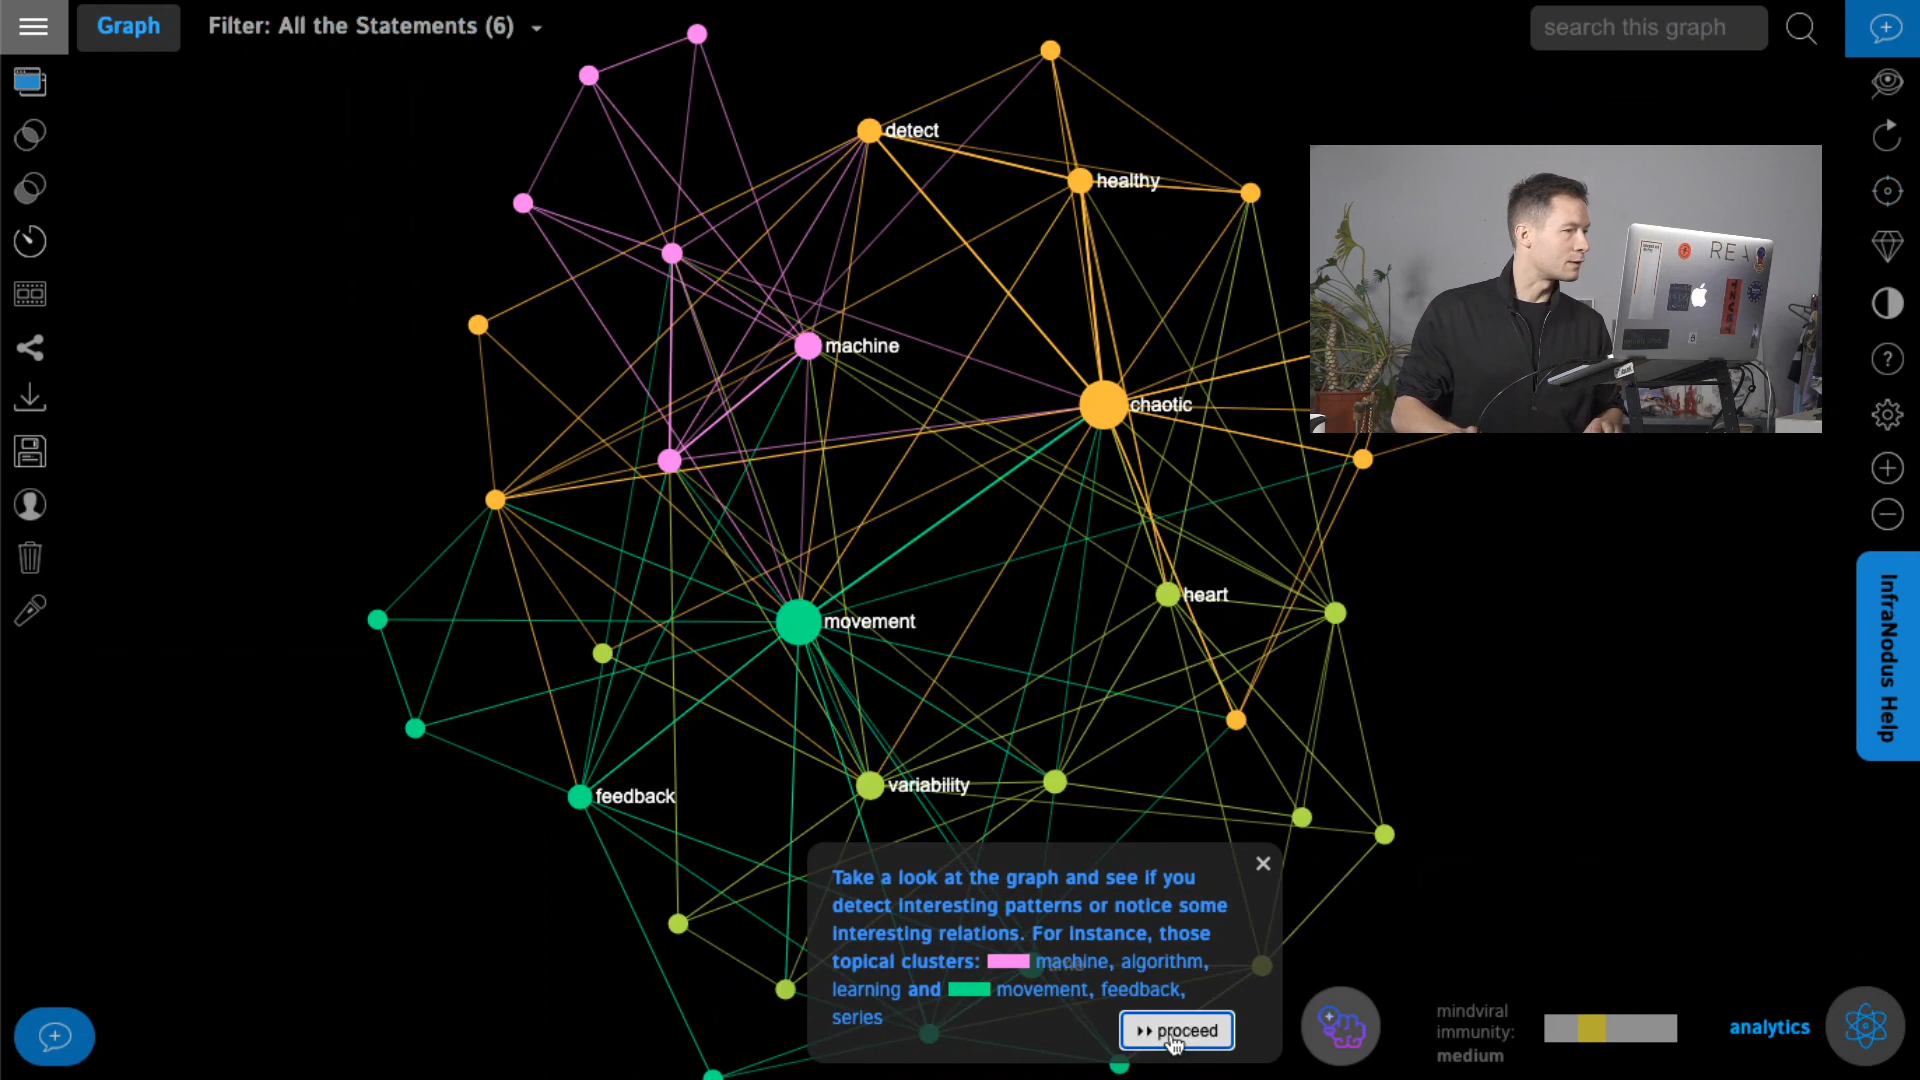 Graph
Filter: All the Statements (6)
search this graph
detect
healthy
REA
machine
chaotic
heart
movement
variability
feedback
InfraNodus Help
Take a look at the graph and see if you
detect interesting patterns or notice some
interesting relations. For instance, those
topical clusters: machine, algorithm,
learning and movement, feedback,
series
proceed
mindviral
immunity:
medium
analytics